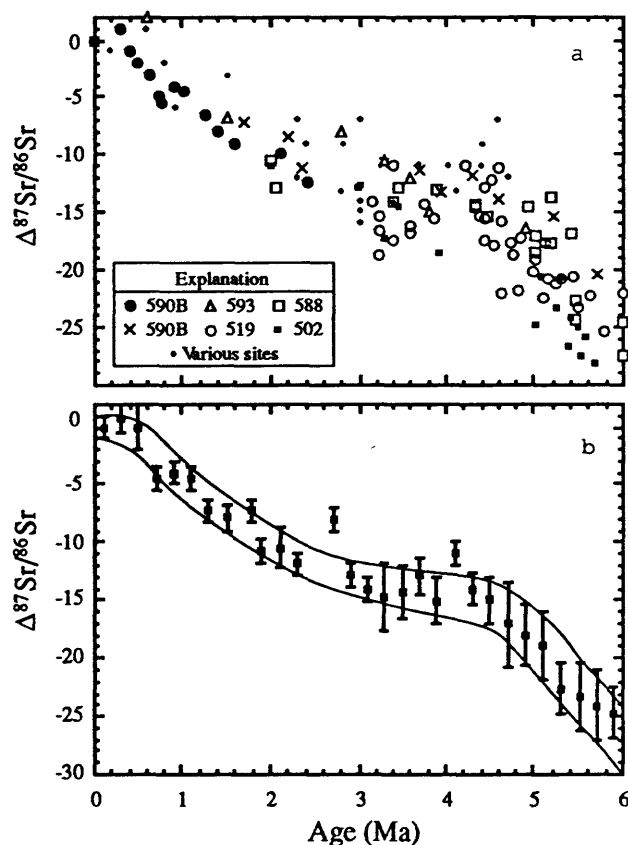 a
0
-5
-10
-15
-20
-25
Δ87Sr/86Sr
Explanation
590B 593 588
590B 519 502
Various sites
b
0
-5
-10
-15
-20
-25
-30
Δ87Sr/86Sr
0 1 2 3 4 5 6
Age (Ma)